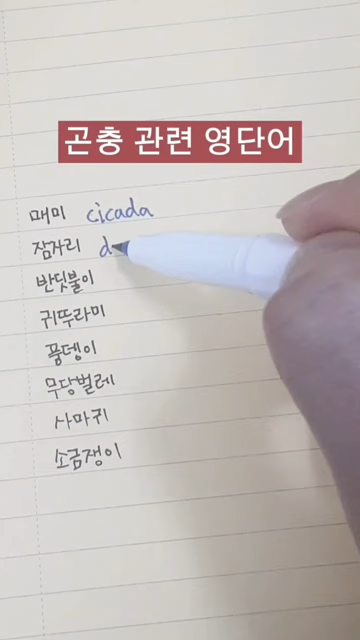 곤충 관련 영단어
매미 cicada
잠자리 d
반딧불이
귀뚜라미
풍뎅이
무당벌레
사마귀
소금쟁이